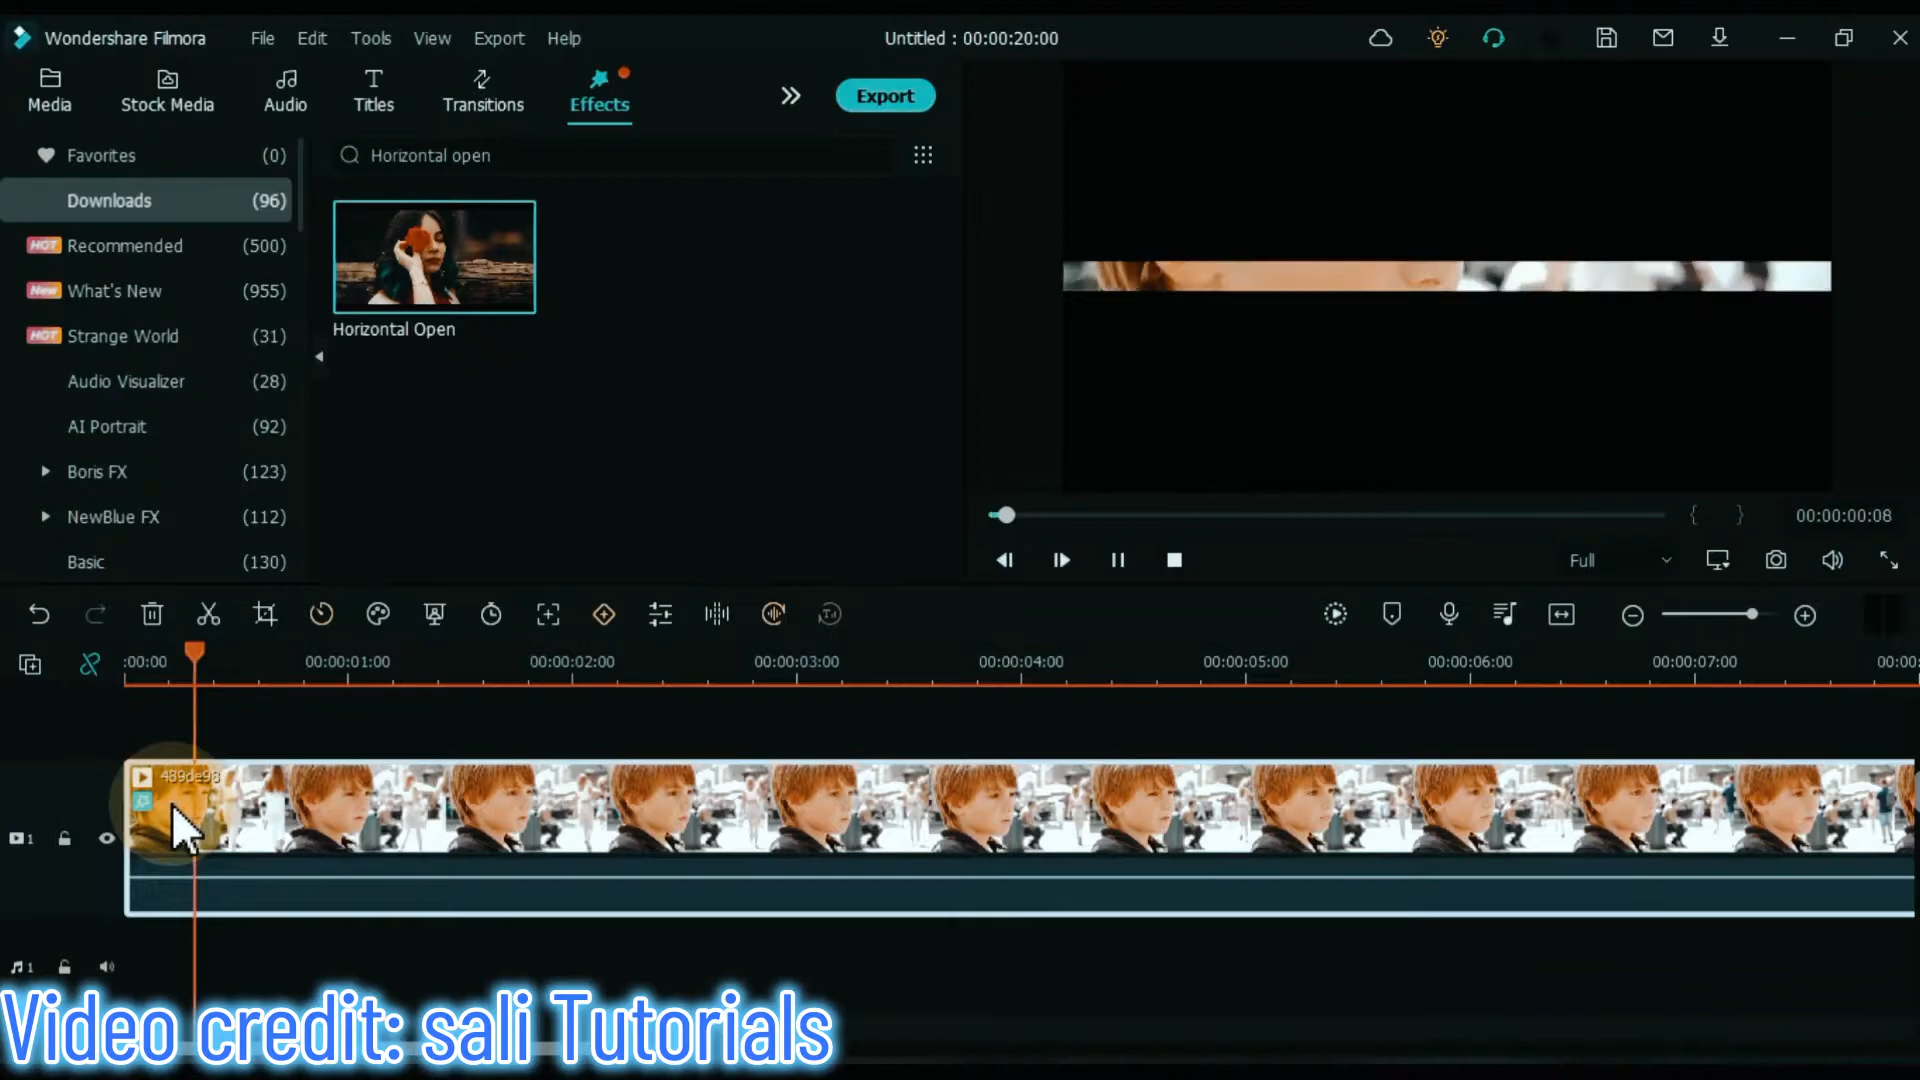 Wondershare Filmora File Edit Tools View Export Help Untitled : 00:00:20:00
Media Stock Media Audio Titles Transitions Effects Export
Favorites (0)
Downloads (96)
HOT Recommended (500)
New What's New (955)
HOT Strange World (31)
Audio Visualizer (28)
AI Portrait (92)
Boris FX (123)
NewBlue FX (112)
Basic (130)
Horizontal open
Horizontal Open
{ } 00:00:00:08
Full
:00:00 00:00:01:00 00:00:02:00 00:00:03:00 00:00:04:00 00:00:05:00 00:00:06:00 00:00:07:00 00:00:
489de98
1
1
Video credit: sali Tutorials